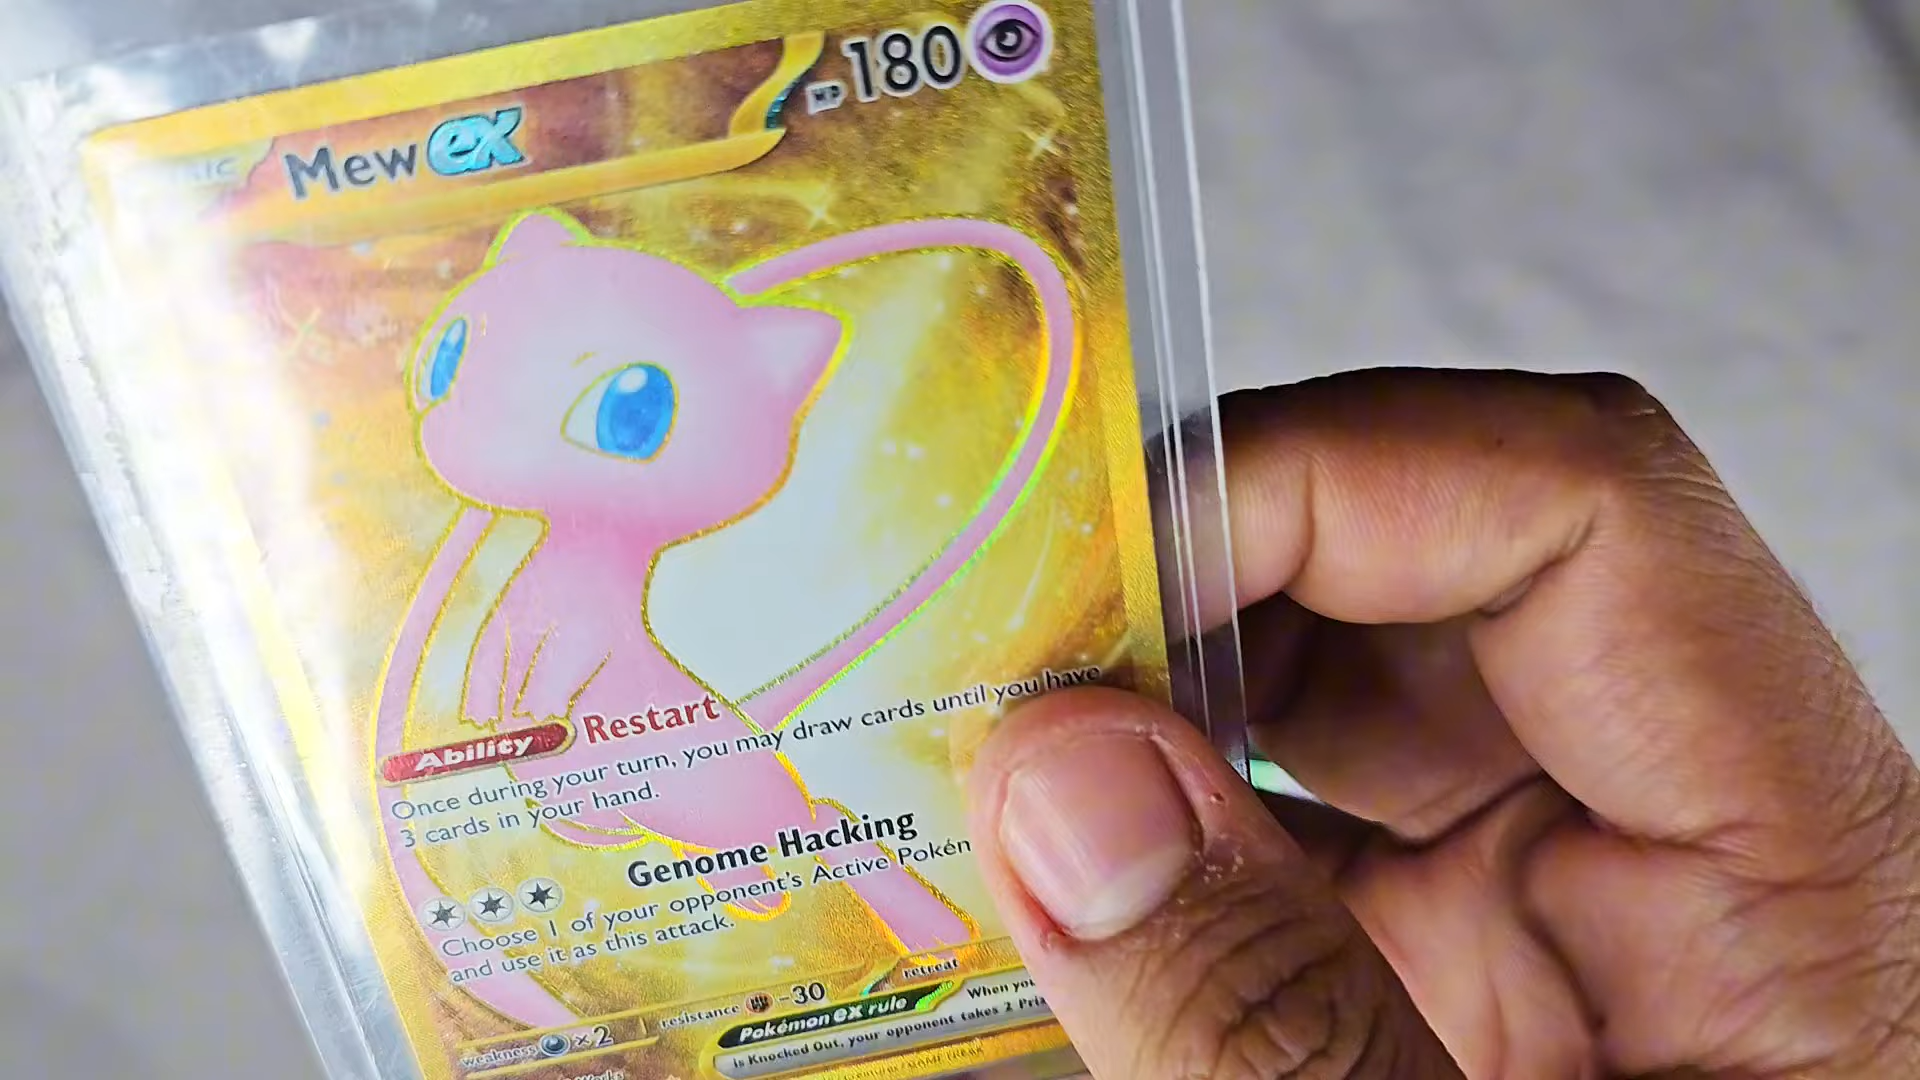 Mew ex HP 180
Ability Restart
Once during your turn, you may draw cards until you have
3 cards in your hand.
Genome Hacking
Choose 1 of your opponent's Active Pokén
and use it as this attack.
weakness ×2 resistance -30 retreat
Pokémon ex rule When you
is Knocked Out, your opponent takes 2 Priz